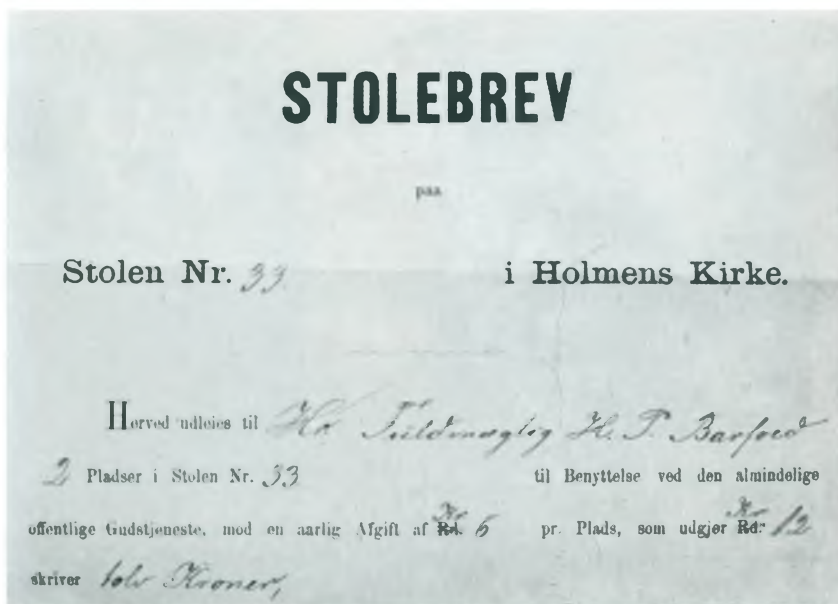 STOLEBREV
paa
Stolen Nr. 33 i Holmens Kirke.
Herved udleies til Hr Fuldmægtig H. P. Barfoed
2 Pladser i Stolen Nr. 33 til Benyttelse ved den almindelige
offentlige Gudstjeneste, mod en aarlig Afgift af Kr Rd. 6 pr. Plads, som udgjør Kr Rd: 12
skriver tolv Kroner,